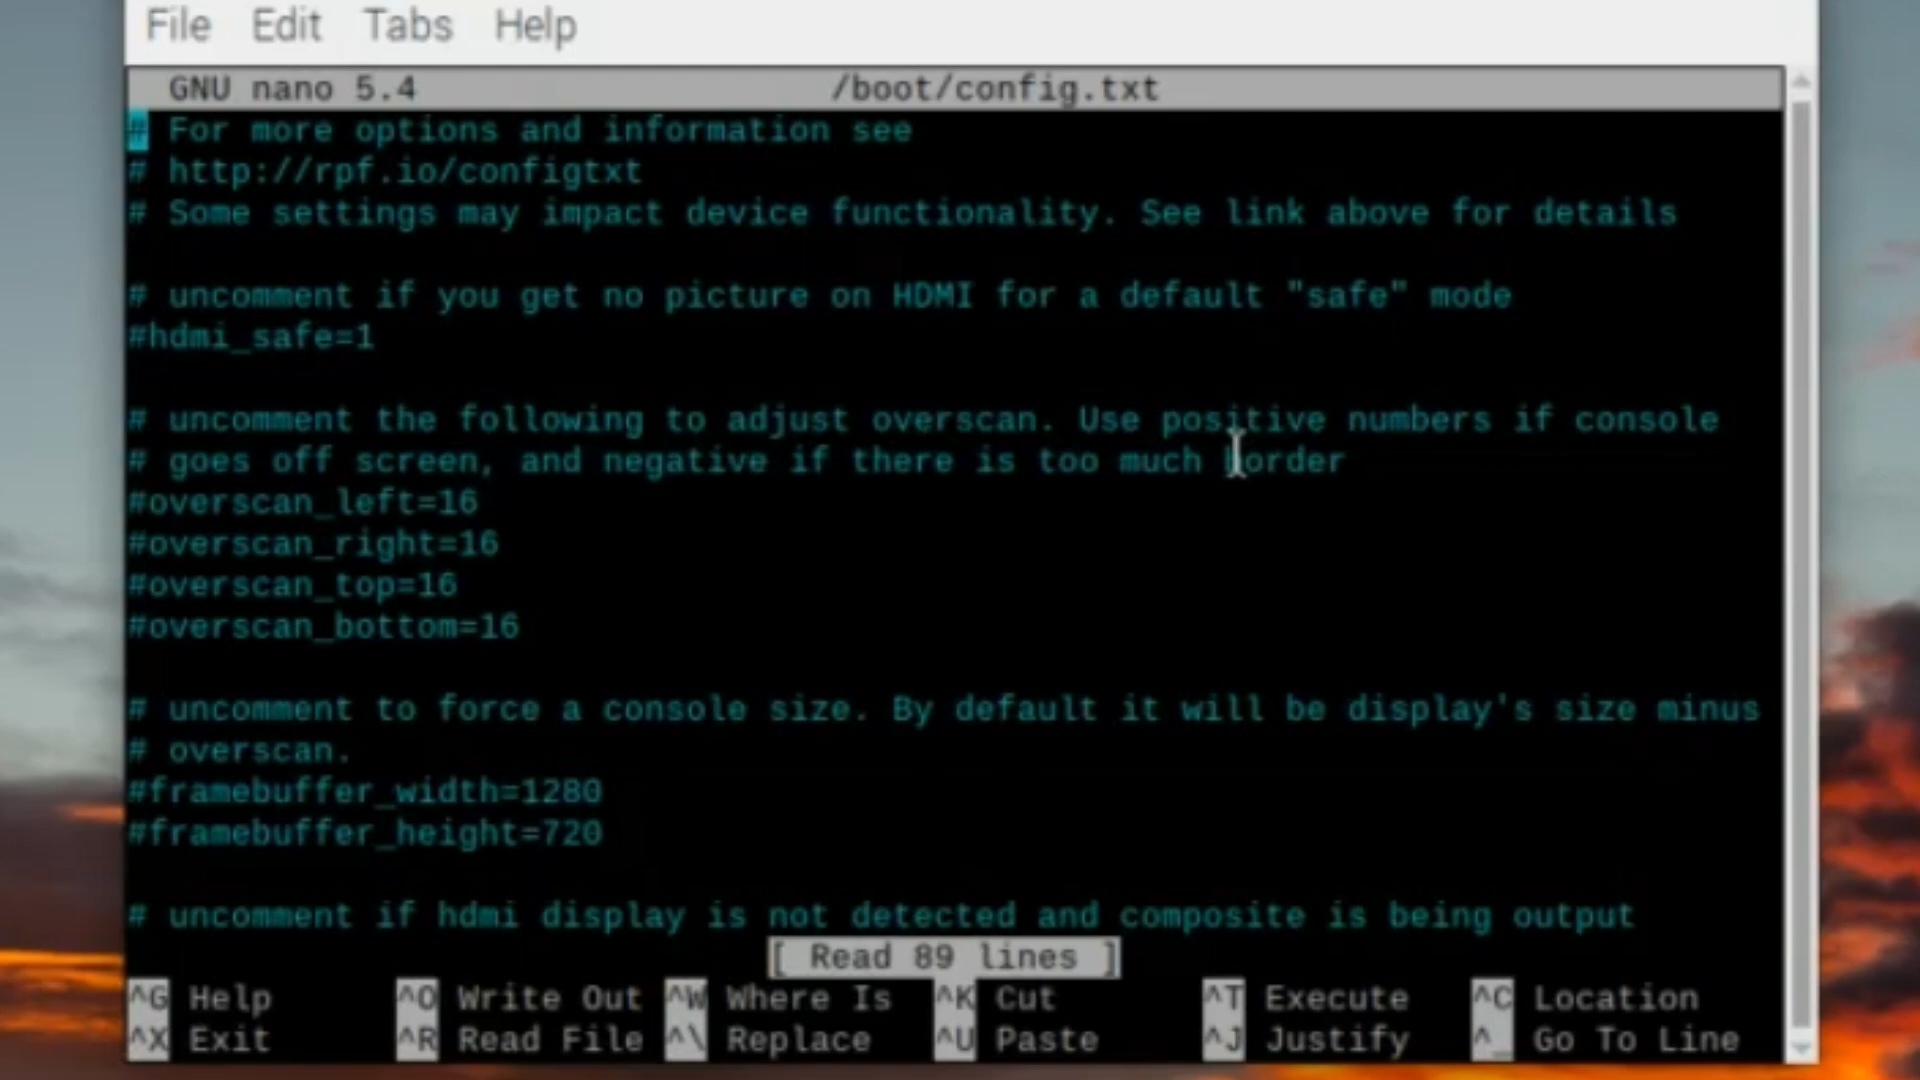 File Edit Tabs Help
GNU nano 5.4 /boot/config.txt
# For more options and information see
# http://rpf.io/configtxt
# Some settings may impact device functionality. See link above for details
# uncomment if you get no picture on HDMI for a default "safe" mode
#hdmi_safe=1
# uncomment the following to adjust overscan. Use positive numbers if console
# goes off screen, and negative if there is too much border
#overscan_left=16
#overscan_right=16
#overscan_top=16
#overscan_bottom=16
# uncomment to force a console size. By default it will be display's size minus
# overscan.
#framebuffer_width=1280
#framebuffer_height=720
# uncomment if hdmi display is not detected and composite is being output
[ Read 89 lines ]
^G Help ^O Write Out ^W Where Is ^K Cut ^T Execute ^C Location
^X Exit ^R Read File ^\ Replace ^U Paste ^J Justify ^_ Go To Line